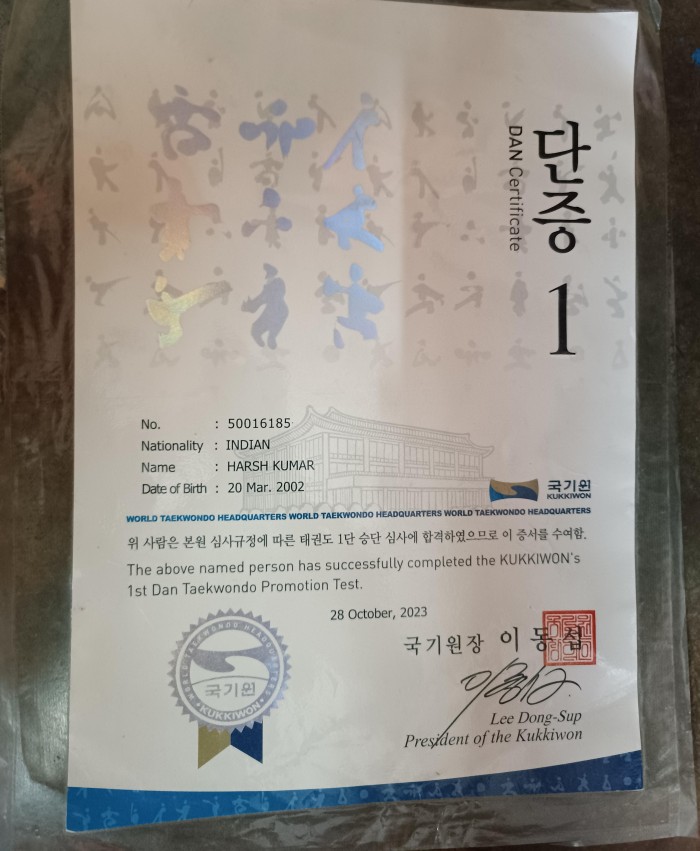 단증
DAN Certificate
1
No. : 50016185
Nationality : INDIAN
Name : HARSH KUMAR
Date of Birth : 20 Mar. 2002
국기원
KUKKIWON
WORLD TAEKWONDO HEADQUARTERS WORLD TAEKWONDO HEADQUARTERS WORLD TAEKWONDO HEADQUARTERS
위 사람은 본원 심사규정에 따른 태권도 1단 승단 심사에 합격하였으므로 이 증서를 수여함.
The above named person has successfully completed the KUKKIWON's
1st Dan Taekwondo Promotion Test.
28 October, 2023
국기원장 이동섭
Lee Dong-Sup
President of the Kukkiwon
WORLD TAEKWONDO HEADQUARTERS
국기원
KUKKIWON